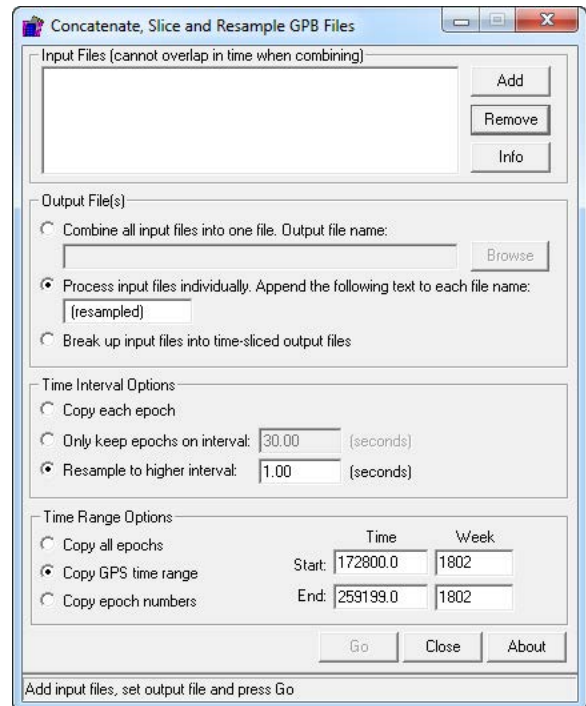 Concatenate, Slice and Resample GPB Files
Input Files (cannot overlap in time when combining)
Add
Remove
Info
Output File(s)
Combine all input files into one file. Output file name:
Browse
Process input files individually. Append the following text to each file name:
(resampled)
Break up input files into time-sliced output files
Time Interval Options
Copy each epoch
Only keep epochs on interval: 30.00 (seconds)
Resample to higher interval: 1.00 (seconds)
Time Range Options
Time Week
Copy all epochs
Start: 172800.0 1802
Copy GPS time range
End: 259199.0 1802
Copy epoch numbers
Go Close About
Add input files, set output file and press Go